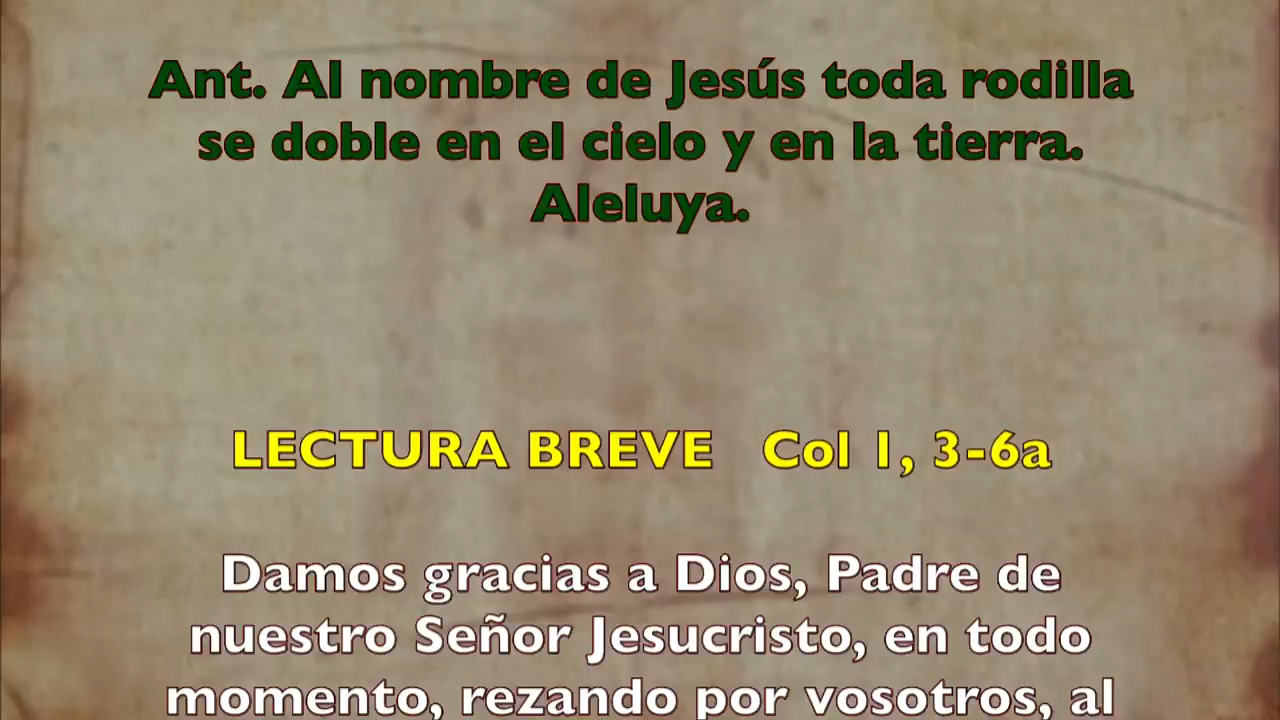 Ant. Al nombre de Jesús toda rodilla
se doble en el cielo y en la tierra.
Aleluya.
LECTURA BREVE Col 1, 3-6a
Damos gracias a Dios, Padre de
nuestro Señor Jesucristo, en todo
momento, rezando por vosotros, al